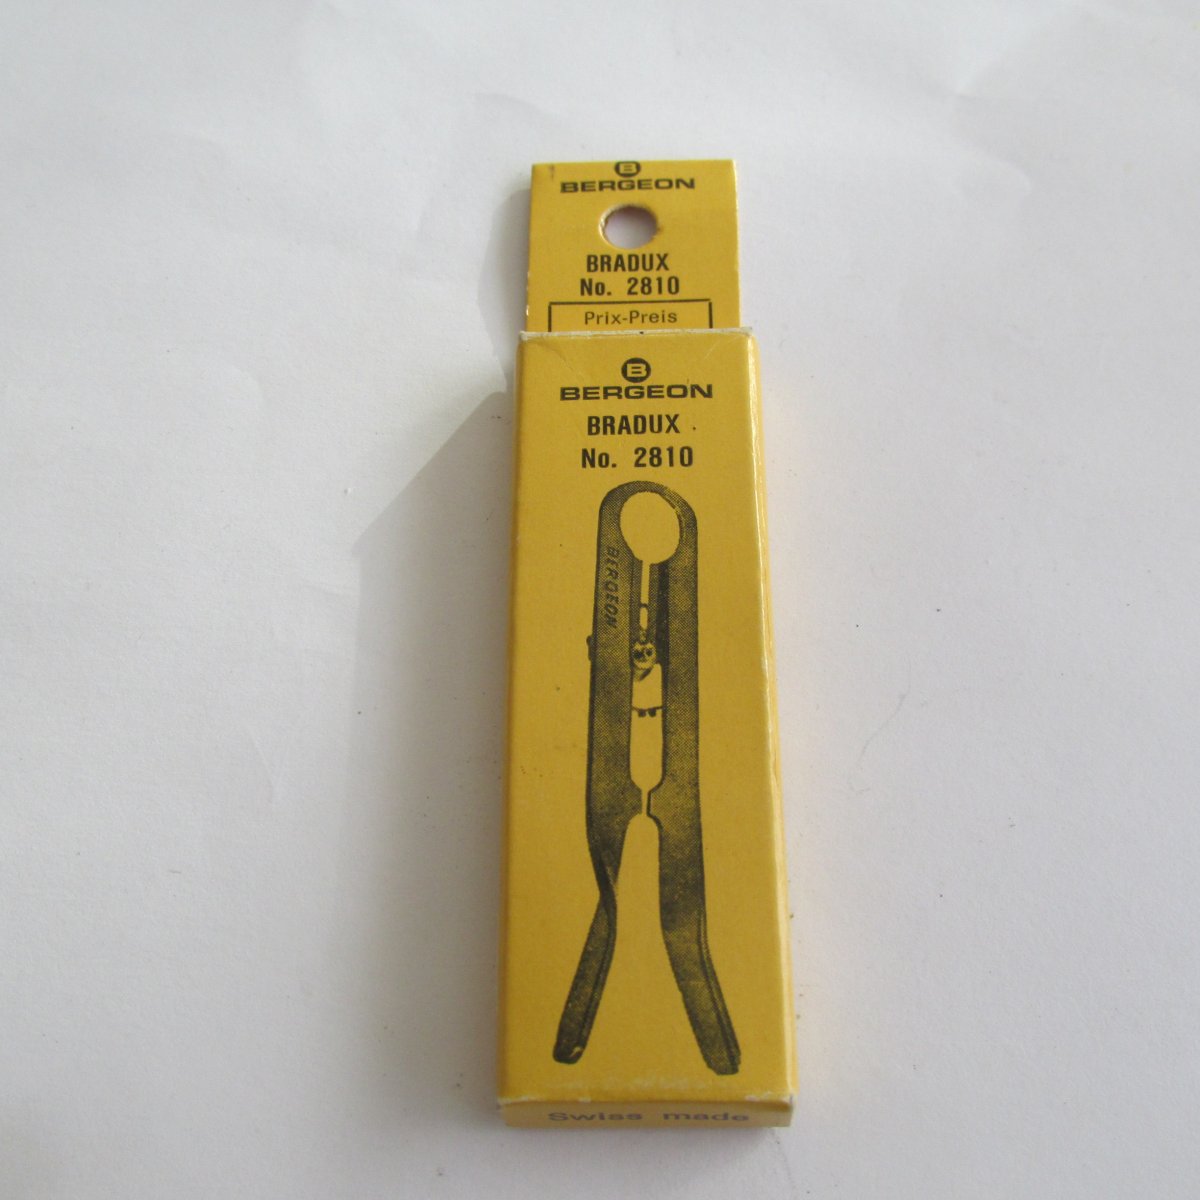 B
BERGEON
BRADUX
No. 2810
Prix-Preis
B
BERGEON
BRADUX
No. 2810
BERGEON
Swiss made